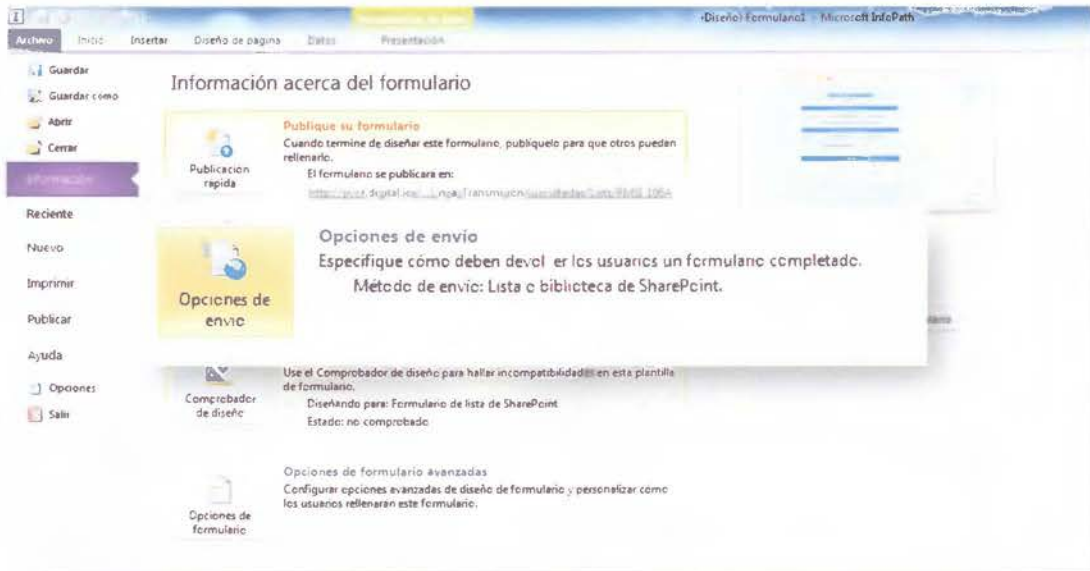 (Diseño) Formulario1 - Microsoft InfoPath
Archivo Inicio Insertar Diseño de página Datos Presentación
Guardar
Guardar como
Abrir
Cerrar
Información
Reciente
Nuevo
Imprimir
Publicar
Ayuda
Opciones
Salir
Información acerca del formulario
Publicación
rápida
Publique su formulario
Cuando termine de diseñar este formulario, publíquelo para que otros puedan
rellenarlo.
El formulario se publicará en:
Opciones de
envío
Opciones de envío
Especifique cómo deben devol er los usuarios un formulario completado.
Método de envío: Lista o biblioteca de SharePoint.
Comprobador
de diseño
Use el Comprobador de diseño para hallar incompatibilidades en esta plantilla
de formulario.
Diseñando para: Formulario de lista de SharePoint
Estado: no comprobado
Opciones de
formulario
Opciones de formulario avanzadas
Configurar opciones avanzadas de diseño de formulario y personalizar cómo
los usuarios rellenarán este formulario.